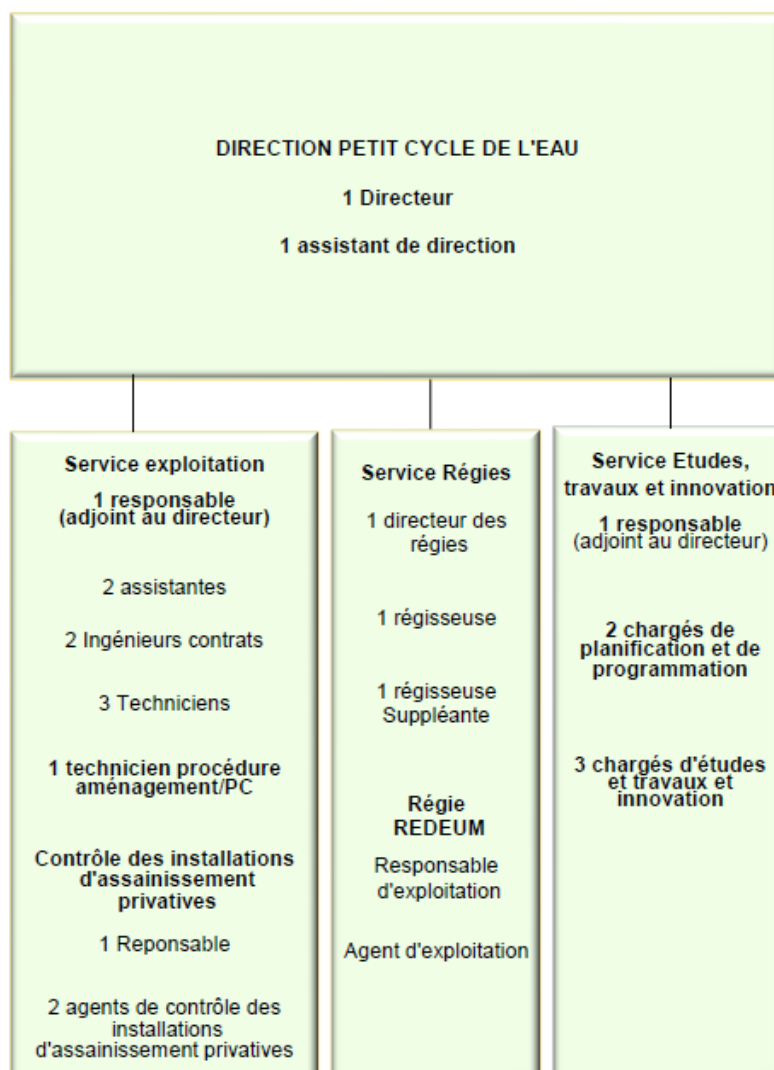 DIRECTION PETIT CYCLE DE L'EAU
1 Directeur
1 assistant de direction
Service exploitation
1 responsable
(adjoint au directeur)
2 assistantes
2 Ingénieurs contrats
3 Techniciens
1 technicien procédure
aménagement/PC
Contrôle des installations
d'assainissement
privatives
1 Reponsable
2 agents de contrôle des
installations
d'assainissement privatives
Service Régies
1 directeur des
régies
1 régisseuse
1 régisseuse
Suppléante
Régie
REDEUM
Responsable
d'exploitation
Agent d'exploitation
Service Etudes,
travaux et innovation
1 responsable
(adjoint au directeur)
2 chargés de
planification et de
programmation
3 chargés d'études
et travaux et
innovation